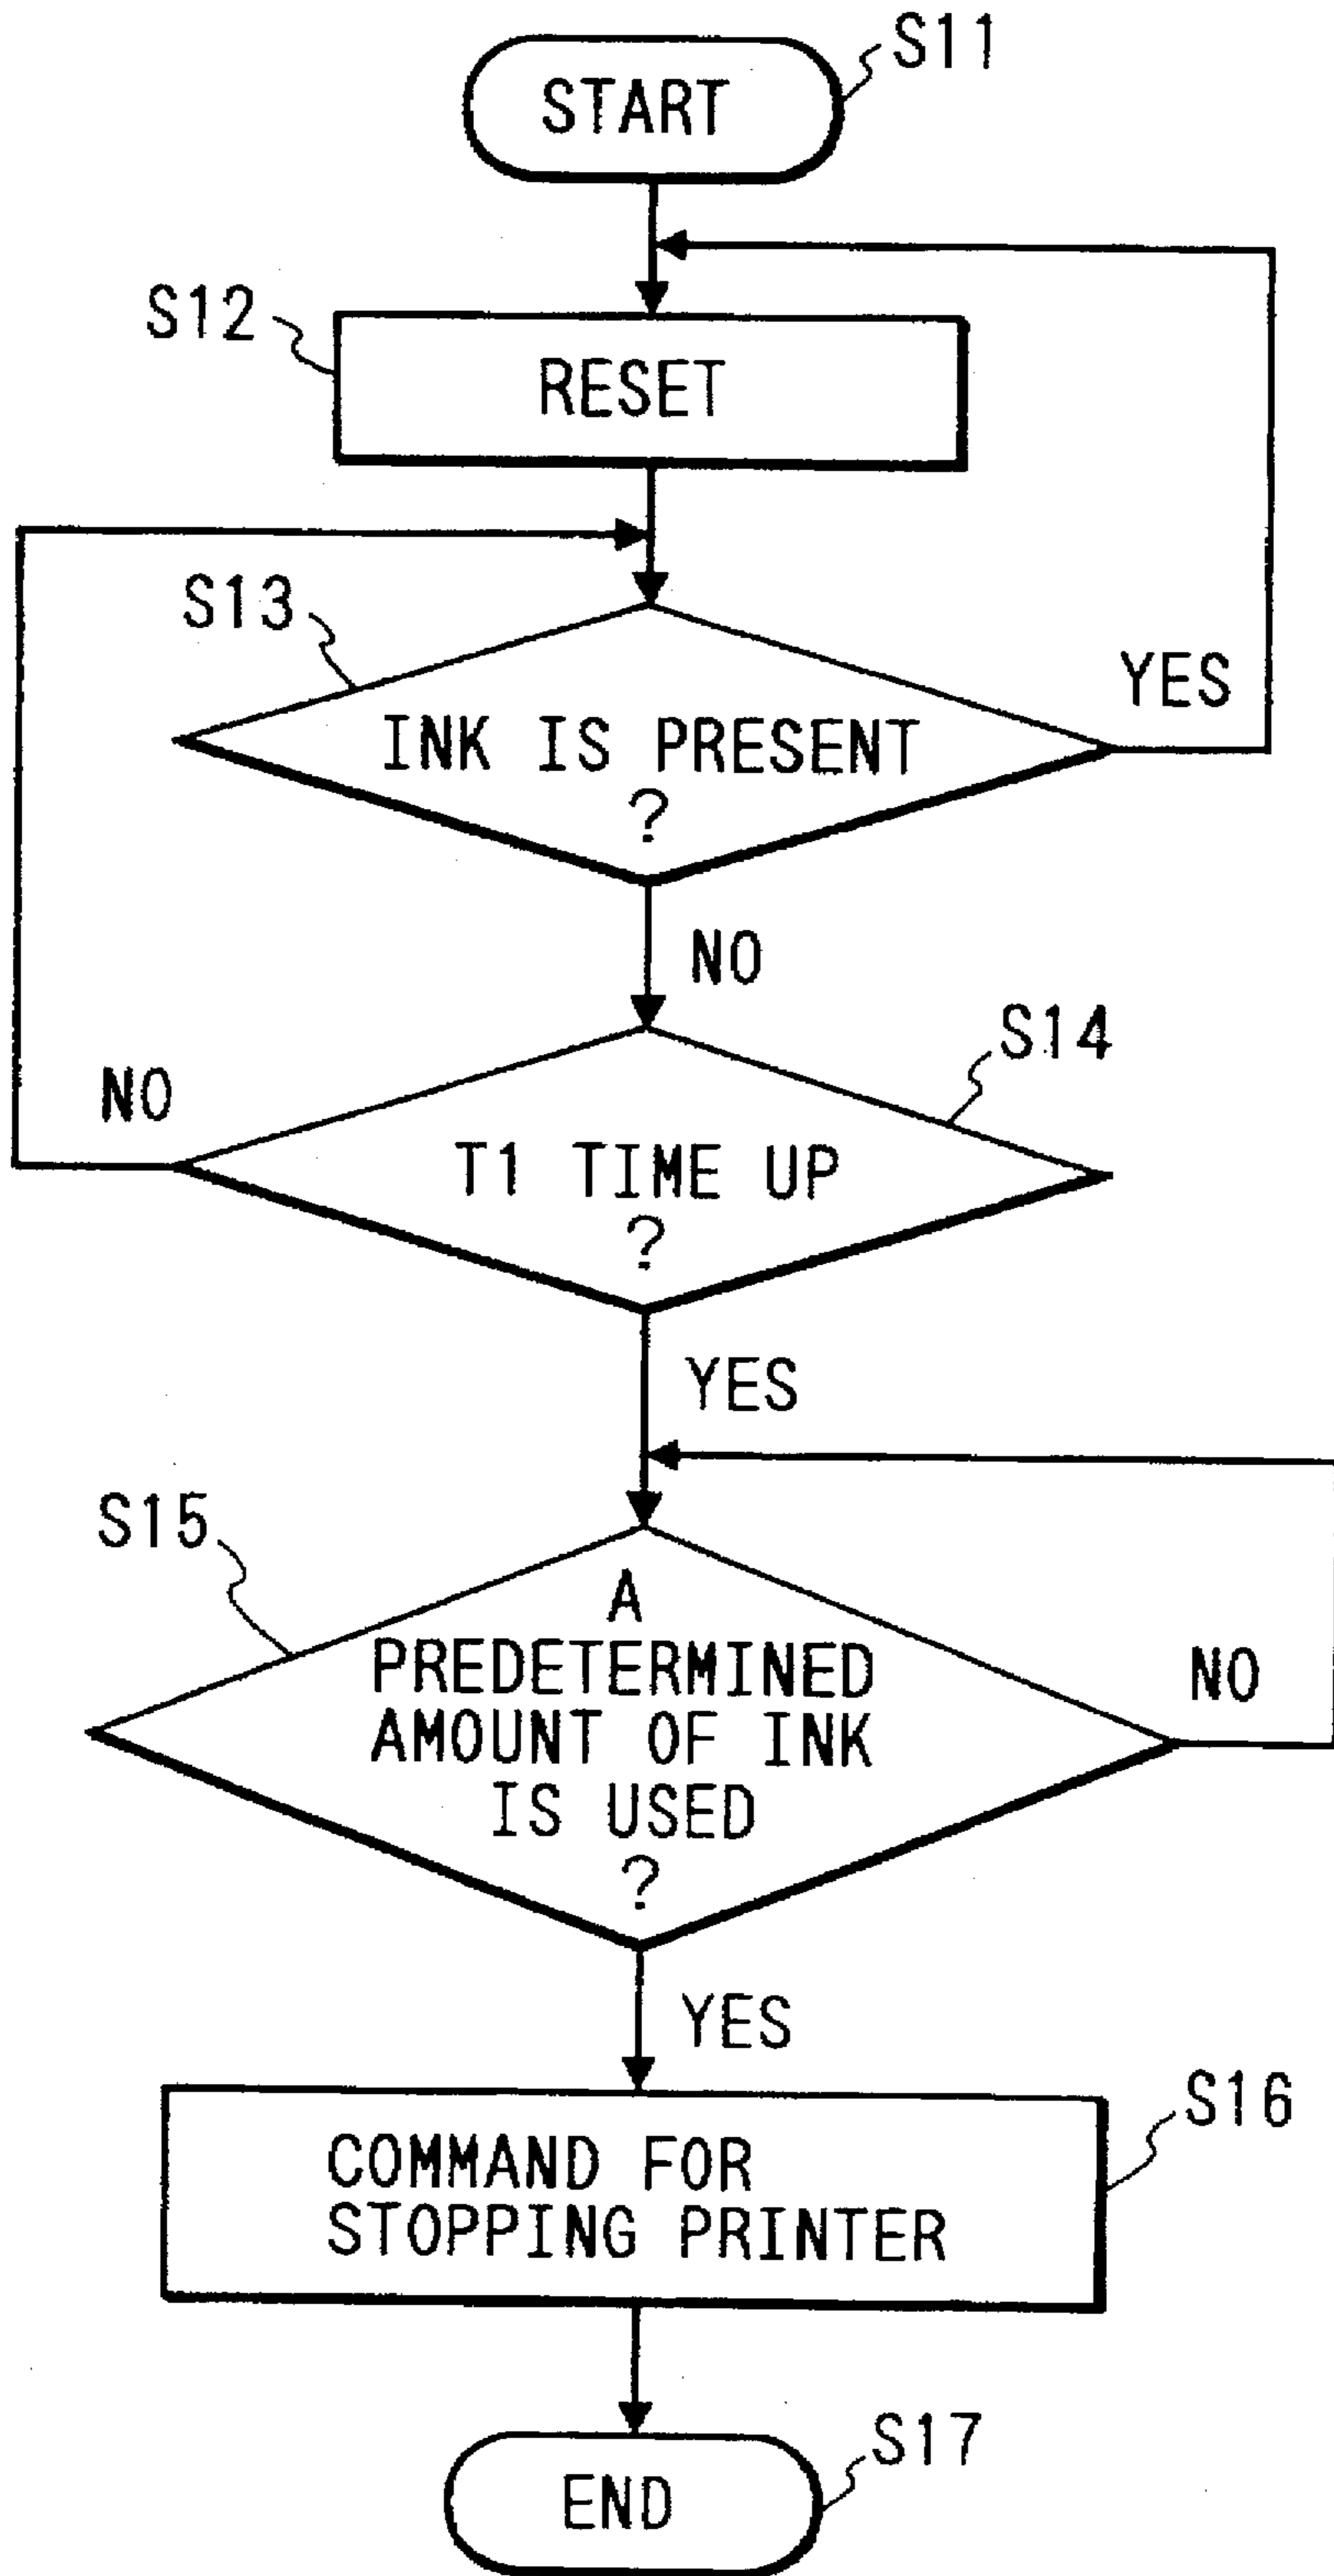 START
S11
S12
RESET
S13
YES
INK IS PRESENT
?
NO
S14
NO
T1 TIME UP
?
YES
S15
A
PREDETERMINED
AMOUNT OF INK
IS USED
?
NO
YES
S16
COMMAND FOR
STOPPING PRINTER
S17
END